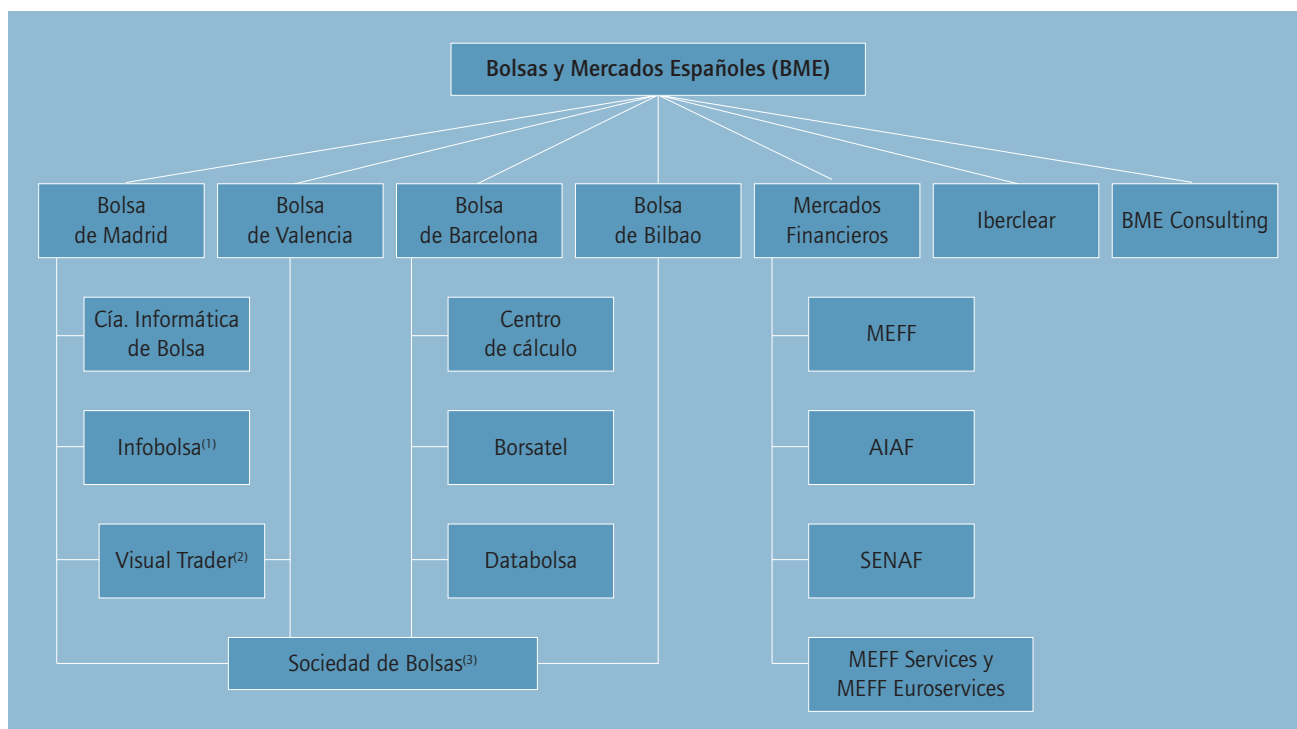 Bolsas y Mercados Españoles (BME)
Bolsa
de Madrid
Bolsa
de Valencia
Bolsa
de Barcelona
Bolsa
de Bilbao
Mercados
Financieros
Iberclear
BME Consulting
Cía. Informática
de Bolsa
Centro
de cálculo
MEFF
Infobolsa(1)
Borsatel
AIAF
Visual Trader(2)
Databolsa
SENAF
Sociedad de Bolsas(3)
MEFF Services y
MEFF Euroservices